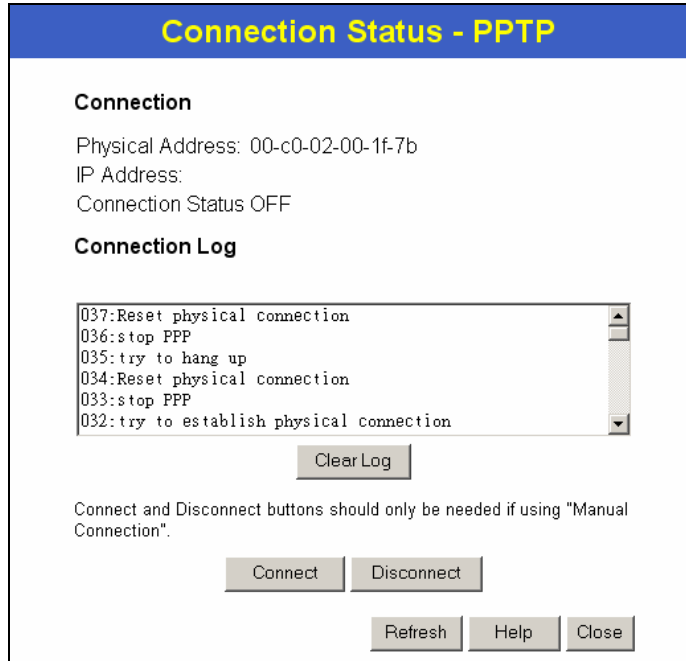 Connection Status - PPTP
Connection
Physical Address: 00-c0-02-00-1f-7b
IP Address:
Connection Status OFF
Connection Log
037:Reset physical connection
036:stop PPP
035:try to hang up
034:Reset physical connection
033:stop PPP
032:try to establish physical connection
Clear Log
Connect and Disconnect buttons should only be needed if using "Manual
Connection".
Connect Disconnect
Refresh Help Close